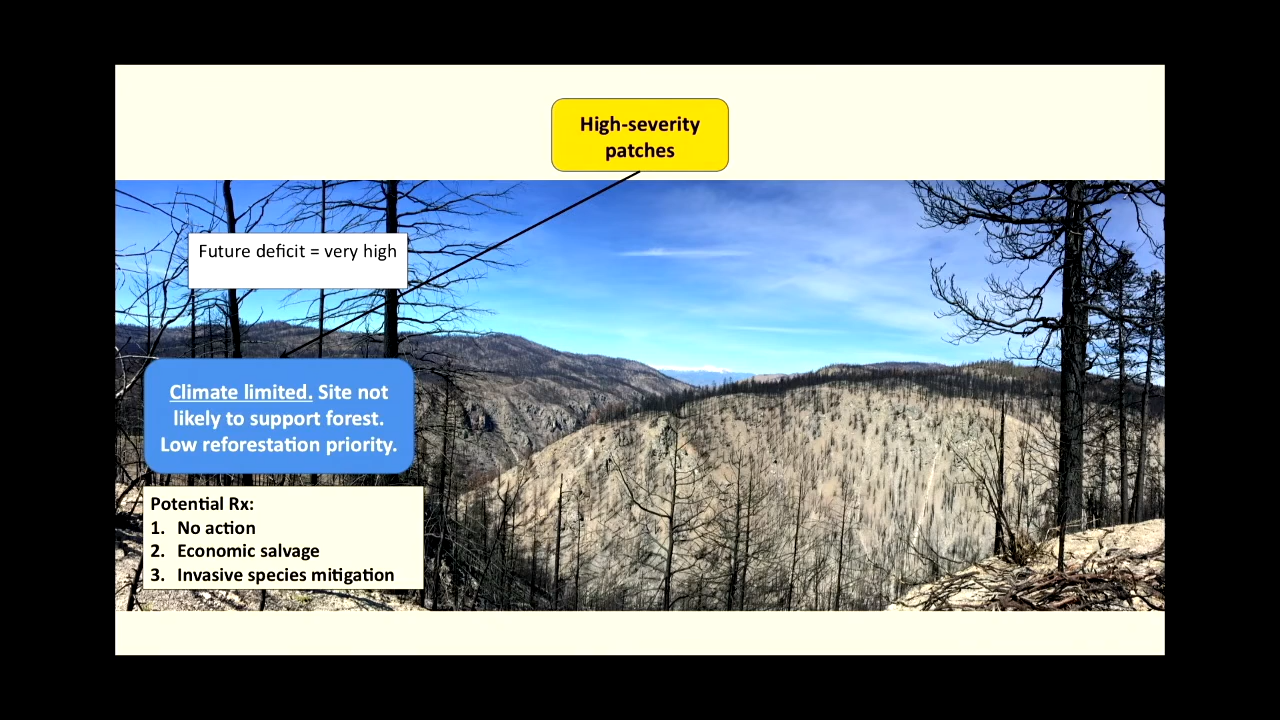 High-severity
patches
Future deficit = very high
Climate limited. Site not
likely to support forest.
Low reforestation priority.
Potential Rx:
1. No action
2. Economic salvage
3. Invasive species mitigation